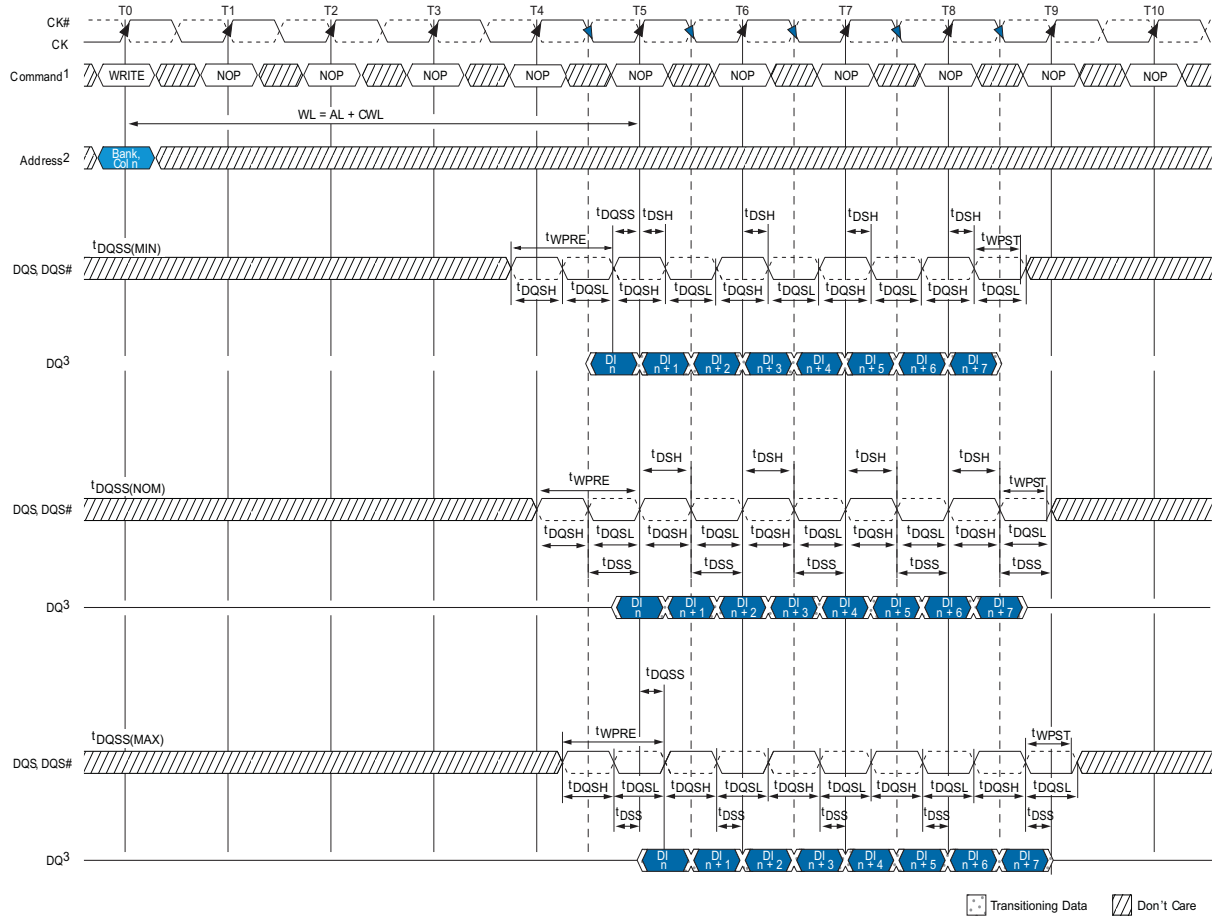 T0 T1 T2 T3 T4 T5 T6 T7 T8 T9 T10
CK#
CK
Command1 WRITE NOP NOP NOP NOP NOP NOP NOP NOP NOP NOP
WL = AL + CWL
Address2 Bank, Col n
tDQSS tDSH tDSH tDSH tDSH
tDQSS(MIN) tWPRE tWPST
DQS, DQS#
tDQSH tDQSL tDQSH tDQSL tDQSH tDQSL tDQSH tDQSL tDQSH tDQSL
DQ3 DI n DI n + 1 DI n + 2 DI n + 3 DI n + 4 DI n + 5 DI n + 6 DI n + 7
tDSH tDSH tDSH tDSH
tDQSS(NOM) tWPRE tWPST
DQS, DQS#
tDQSH tDQSL tDQSH tDQSL tDQSH tDQSL tDQSH tDQSL tDQSH tDQSL
tDSS tDSS tDSS tDSS tDSS
DQ3 DI n DI n + 1 DI n + 2 DI n + 3 DI n + 4 DI n + 5 DI n + 6 DI n + 7
tDQSS
tDQSS(MAX) tWPRE tWPST
DQS, DQS#
tDQSH tDQSL tDQSH tDQSL tDQSH tDQSL tDQSH tDQSL tDQSH tDQSL
tDSS tDSS tDSS tDSS tDSS
DQ3 DI n DI n + 1 DI n + 2 DI n + 3 DI n + 4 DI n + 5 DI n + 6 DI n + 7
Transitioning Data Don't Care